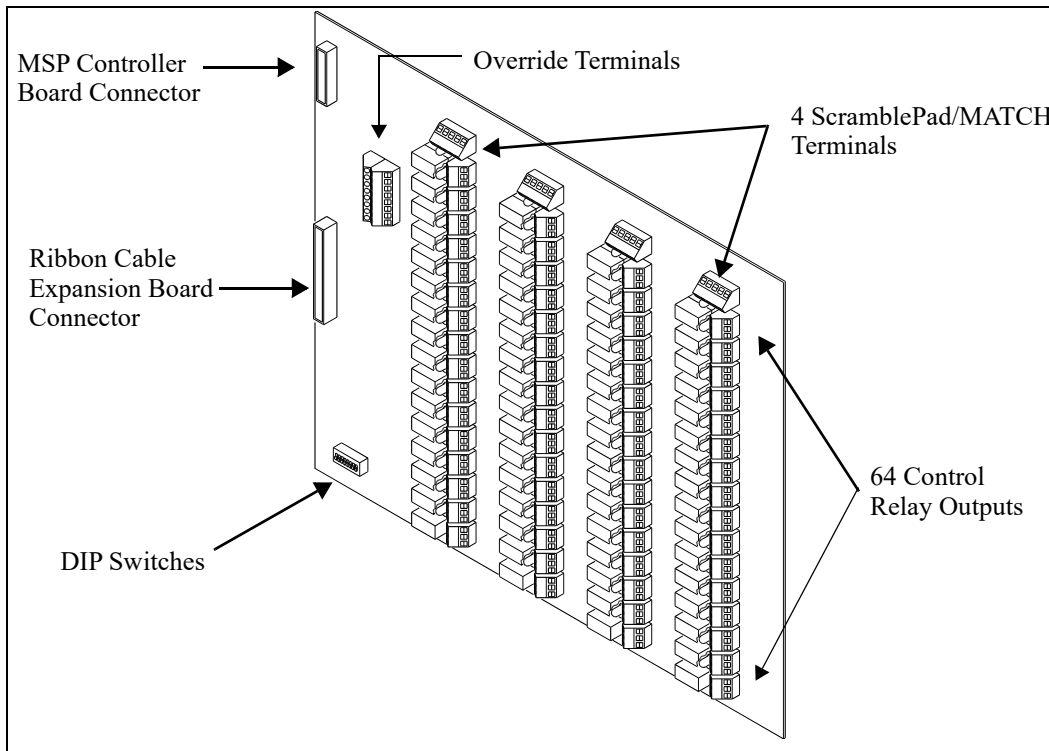 MSP Controller
Board Connector
Override Terminals
4 ScramblePad/MATCH
Terminals
Ribbon Cable
Expansion Board
Connector
64 Control
Relay Outputs
DIP Switches